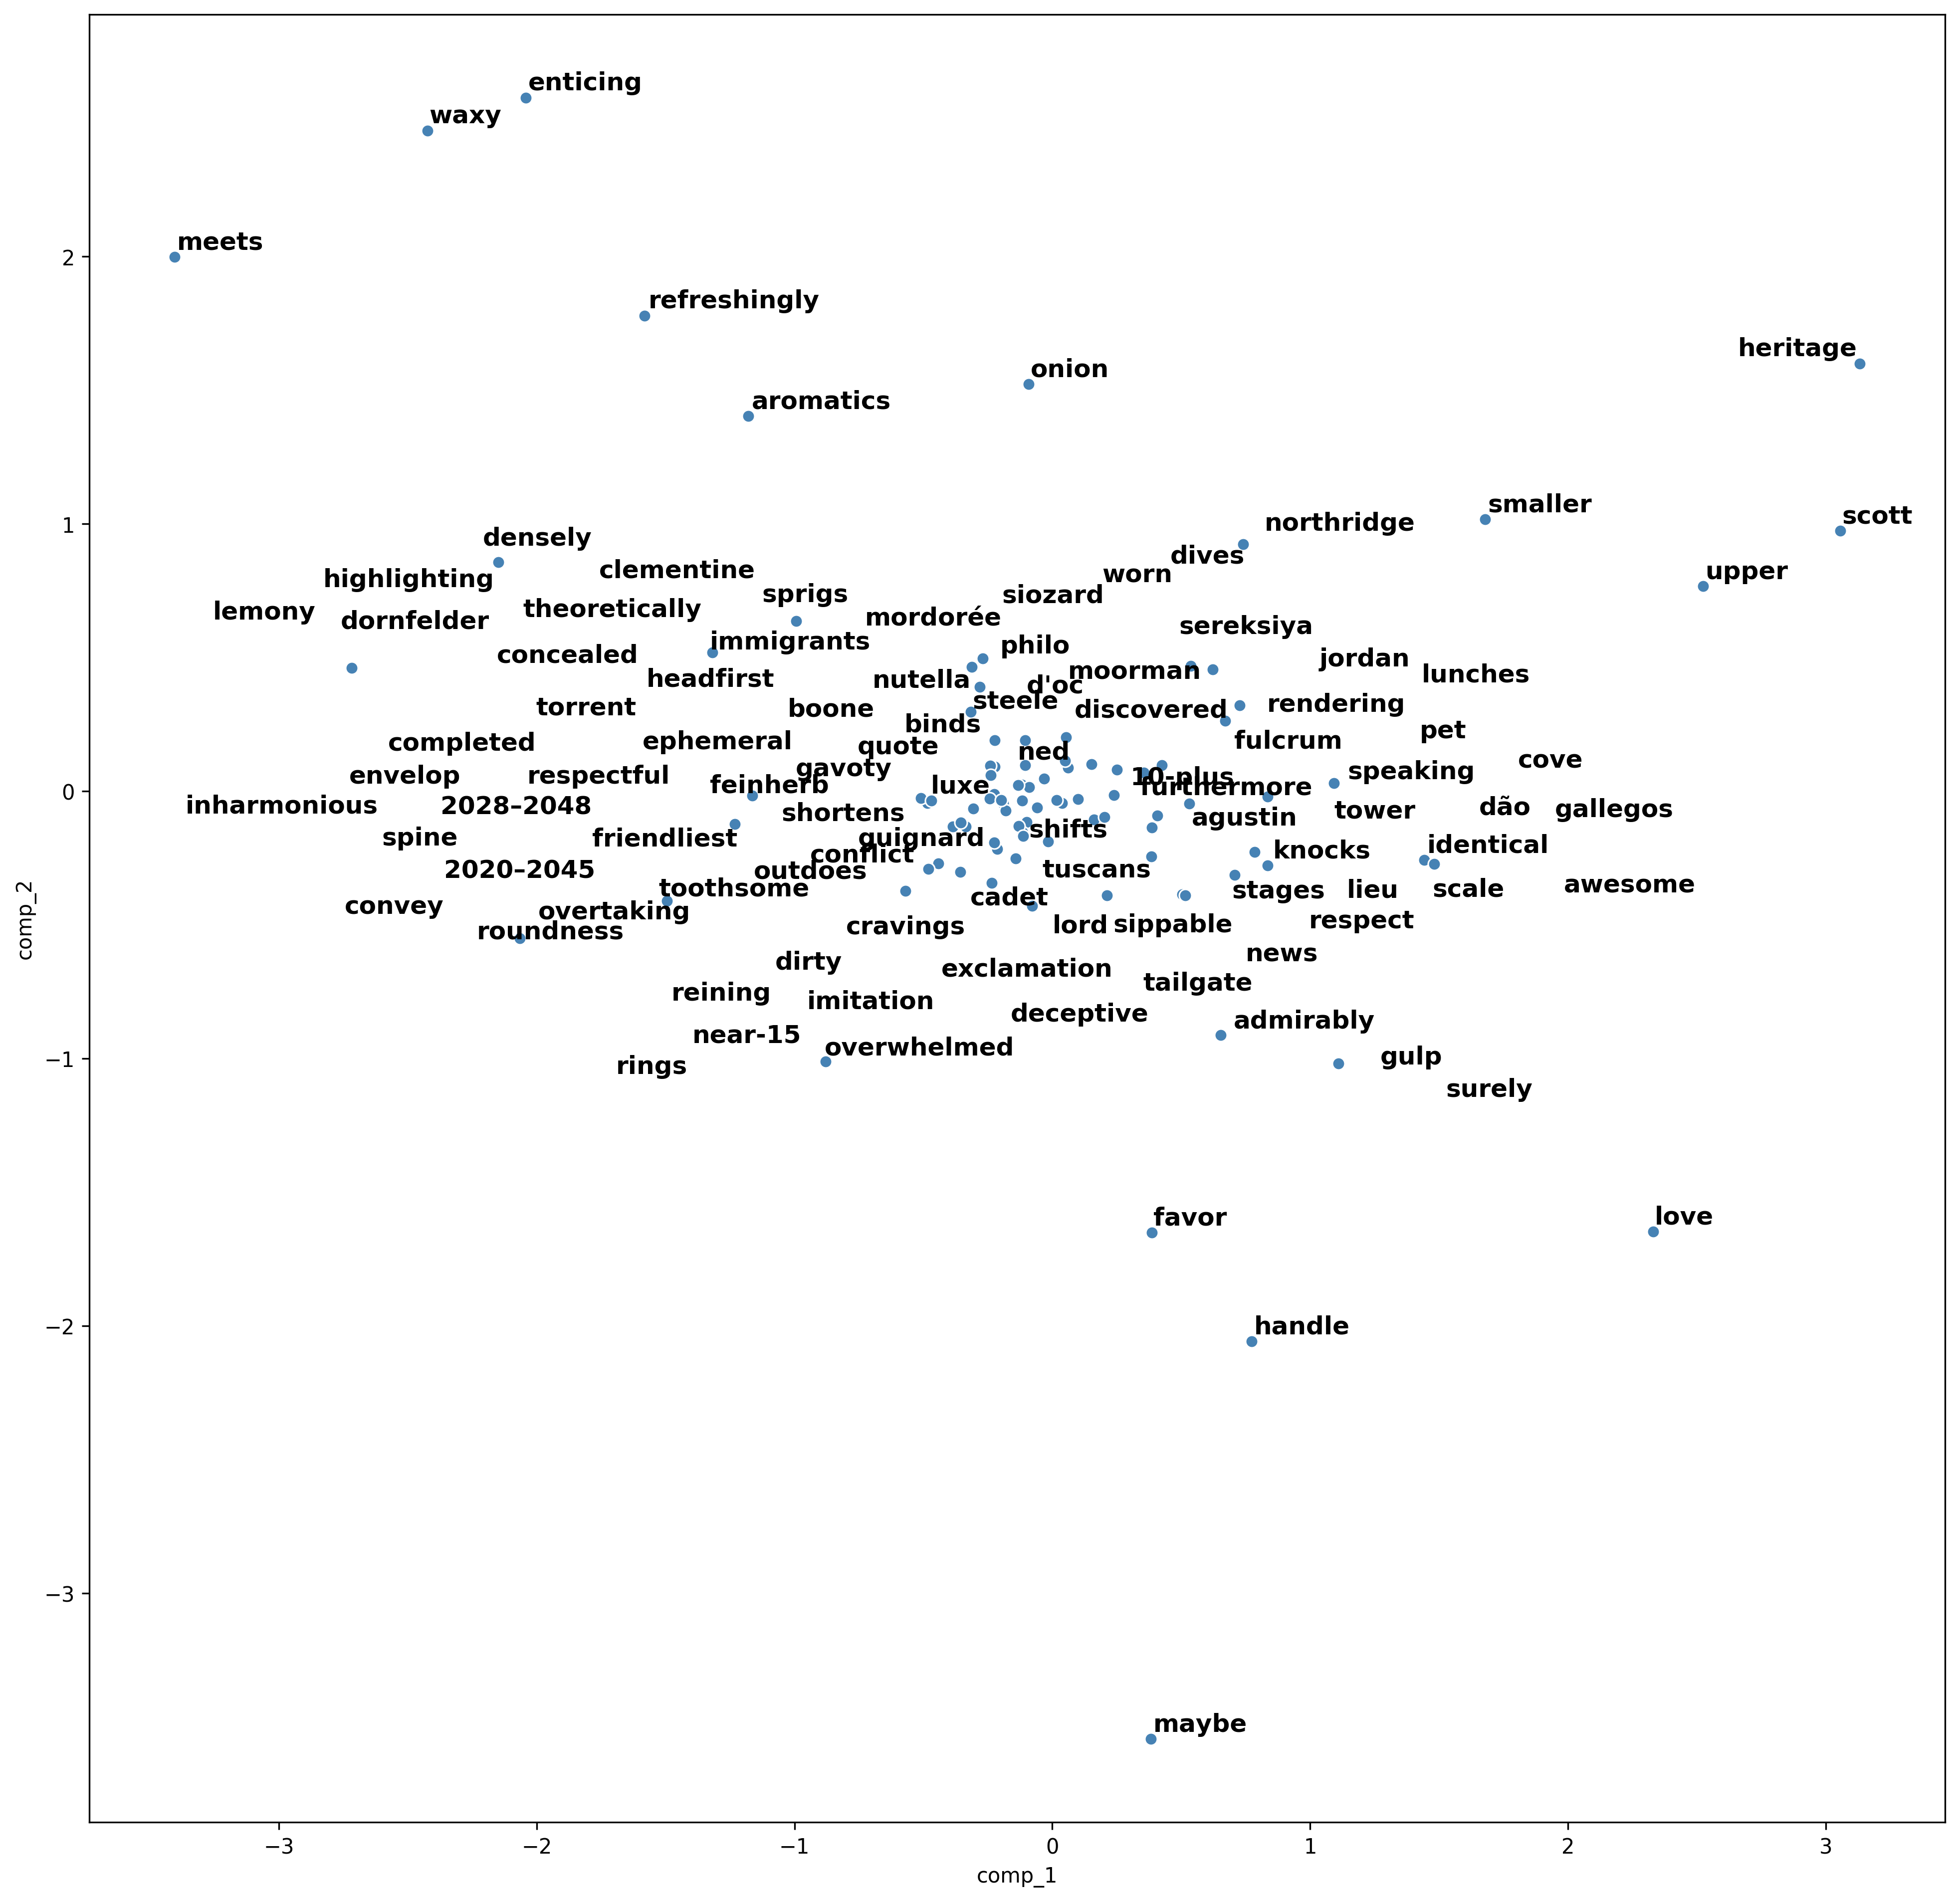 enticing
waxy
meets
refreshingly
heritage
onion
aromatics
smaller
scott
northridge
densely
dives
upper
clementine
worn
highlighting
sprigs
siozard
lemony
theoretically
mordorée
dornfelder
sereksiya
immigrants
philo
concealed
jordan
moorman
lunches
headfirst
nutella
d'oc
steele
rendering
torrent
boone
discovered
binds
pet
completed
ephemeral
quote
fulcrum
ned
cove
gavoty
speaking
envelop
respectful
10-plus
feinherb
luxe
furthermore
inharmonious
2028–2048
dão
gallegos
shortens
tower
agustin
spine
friendliest
guignard
shifts
identical
conflict
knocks
2020–2045
outdoes
tuscans
toothsome
stages
lieu
scale
awesome
cadet
convey
overtaking
respect
roundness
cravings
lord
sippable
news
dirty
exclamation
tailgate
reining
imitation
deceptive
admirably
near-15
overwhelmed
gulp
rings
surely
favor
love
handle
maybe
2
1
0
−1
−2
−3
comp_2
−3
−2
−1
0
1
2
3
comp_1